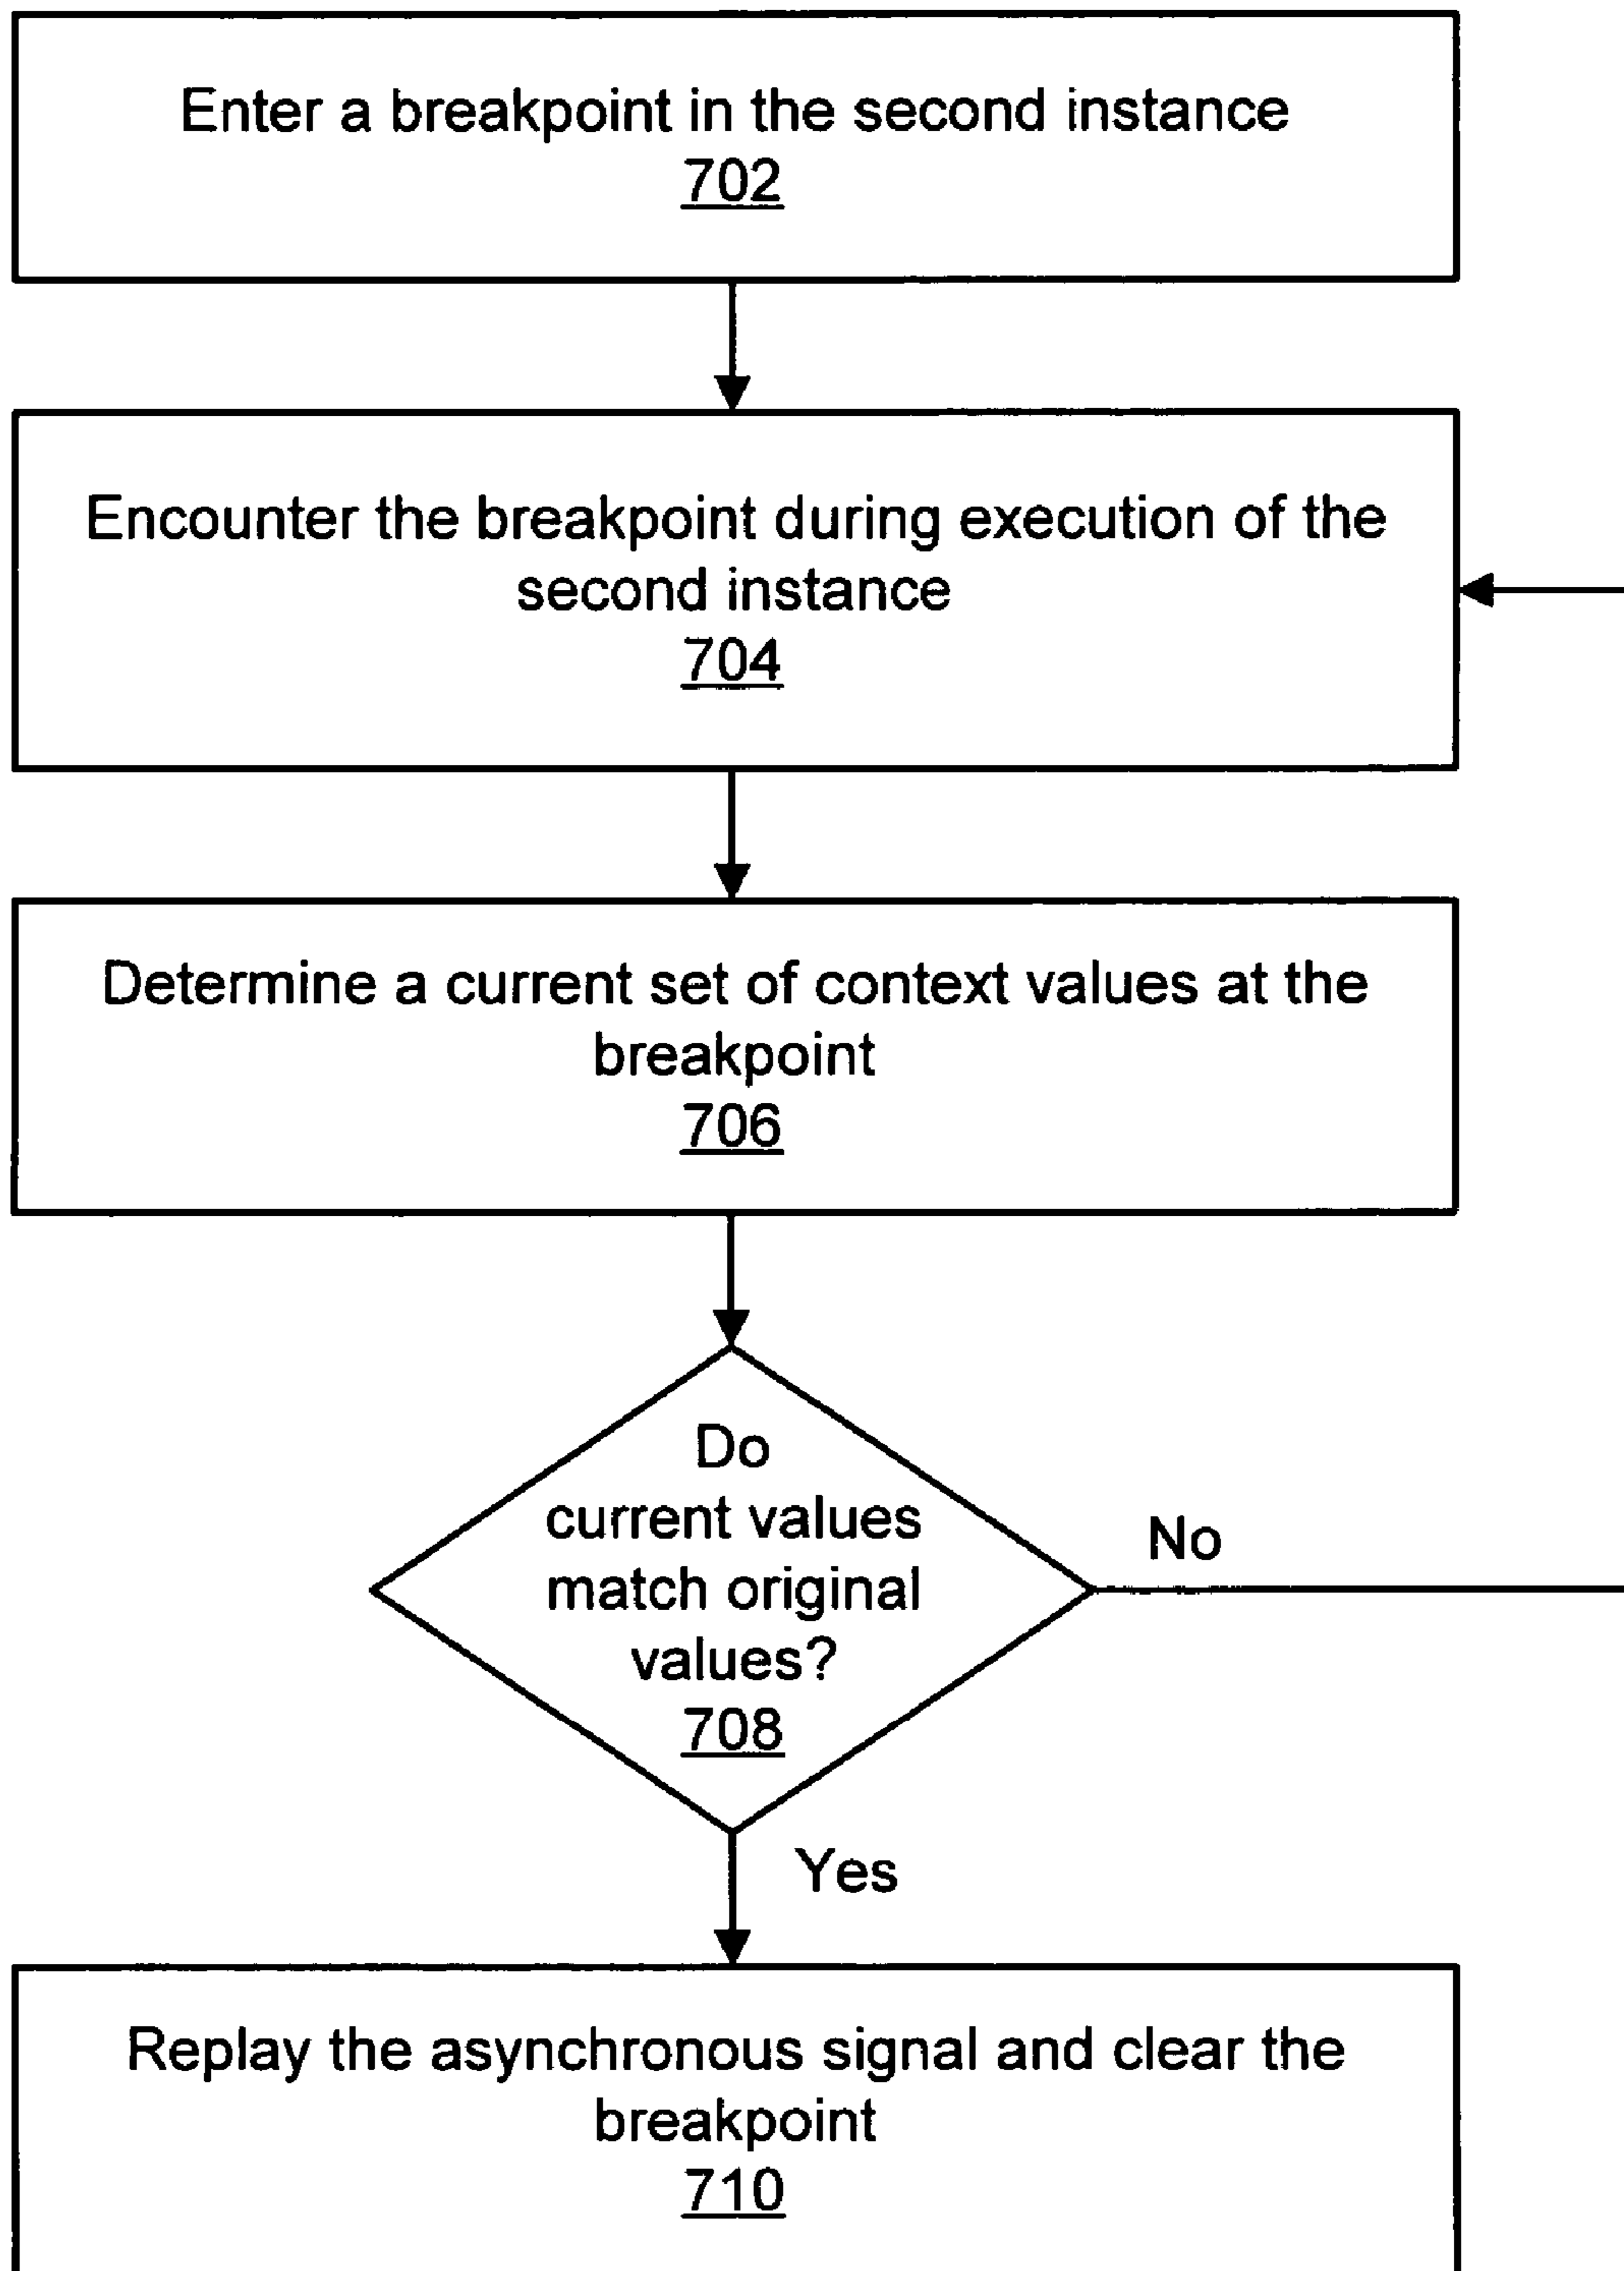 Enter a breakpoint in the second instance
702
Encounter the breakpoint during execution of the
second instance
704
Determine a current set of context values at the
breakpoint
706
Do
current values
match original
values?
708
No
Yes
Replay the asynchronous signal and clear the
breakpoint
710